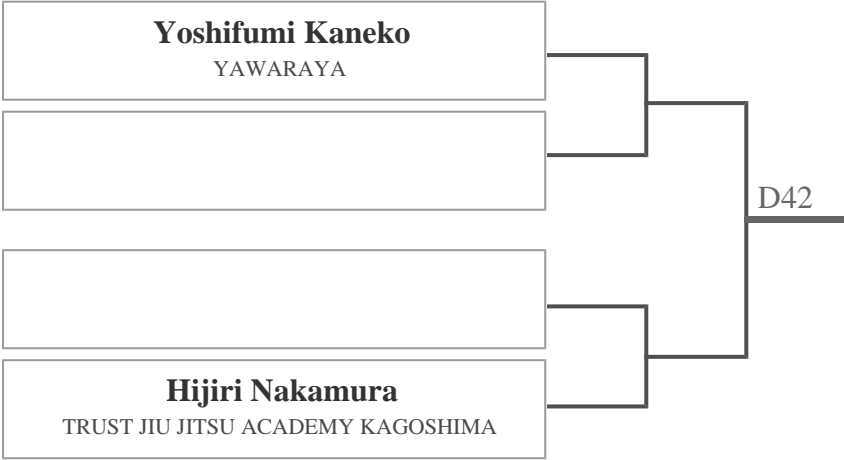 Yoshifumi Kaneko
YAWARAYA
D42
Hijiri Nakamura
TRUST JIU JITSU ACADEMY KAGOSHIMA